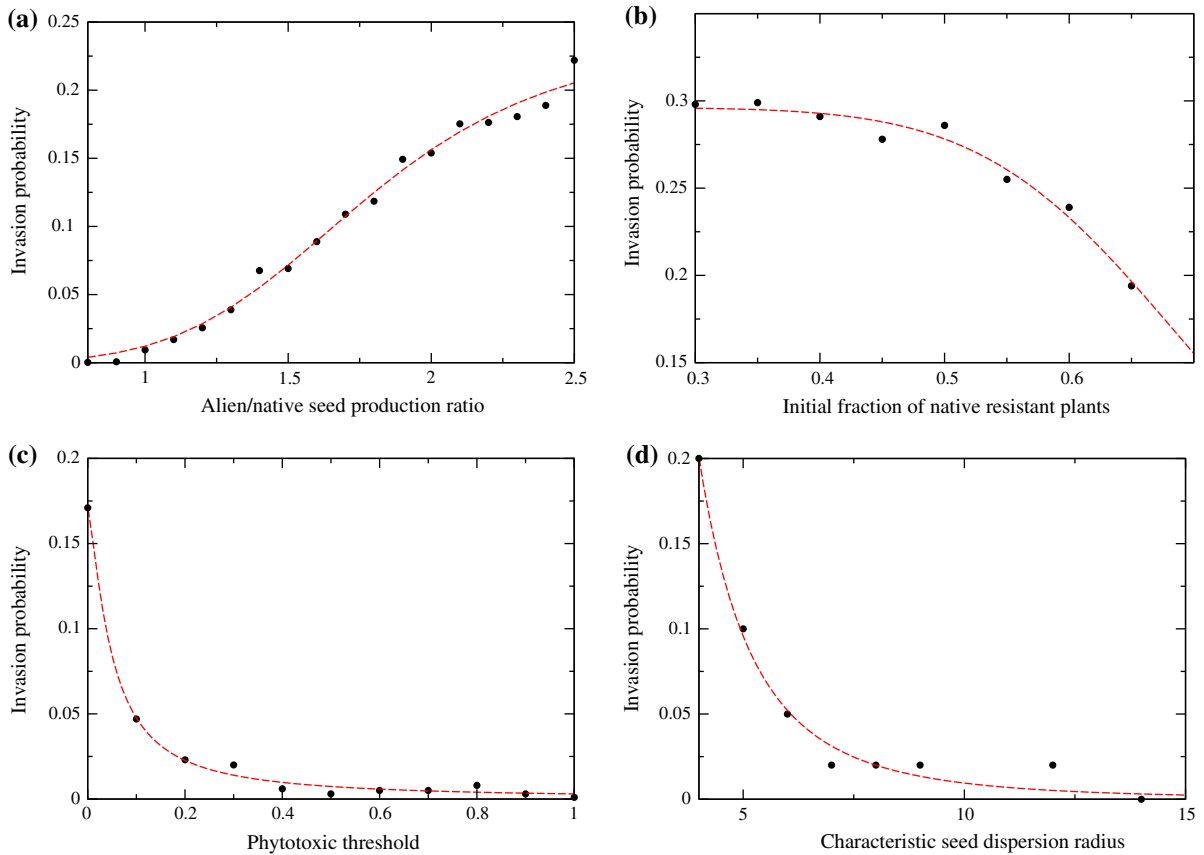 (a)
0.25
0.2
0.15
0.1
0.05
0
Invasion probability
1 1.5 2 2.5
Alien/native seed production ratio
(b)
0.3
0.25
0.2
0.15
Invasion probability
0.3 0.4 0.5 0.6
Initial fraction of native resistant plants
(c)
0.2
0.15
0.1
0.05
0
Invasion probability
0 0.2 0.4 0.6 0.8 1
Phytotoxic threshold
(d)
0.2
0.15
0.1
0.05
0
Invasion probability
5 10 15
Characteristic seed dispersion radius